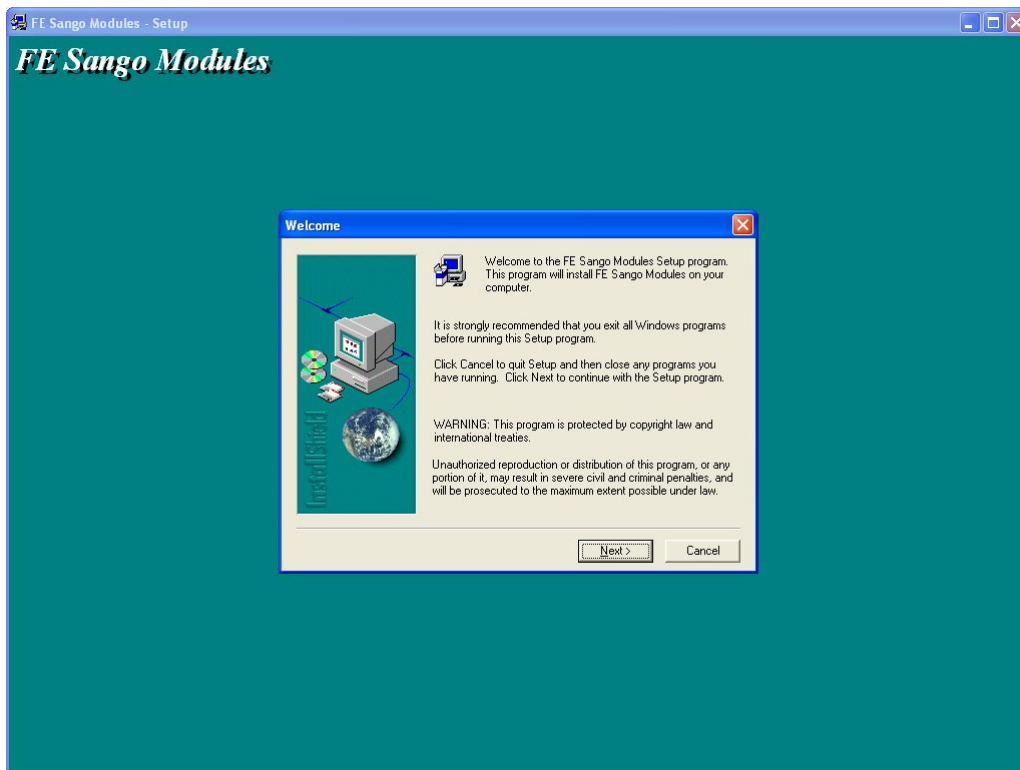 FE Sango Modules - Setup
FE Sango Modules
Welcome
Welcome to the FE Sango Modules Setup program.
This program will install FE Sango Modules on your
computer.
It is strongly recommended that you exit all Windows programs
before running this Setup program.
Click Cancel to quit Setup and then close any programs you
have running. Click Next to continue with the Setup program.
WARNING: This program is protected by copyright law and
international treaties.
Unauthorized reproduction or distribution of this program, or any
portion of it, may result in severe civil and criminal penalties, and
will be prosecuted to the maximum extent possible under law.
InstallShield
Next >
Cancel